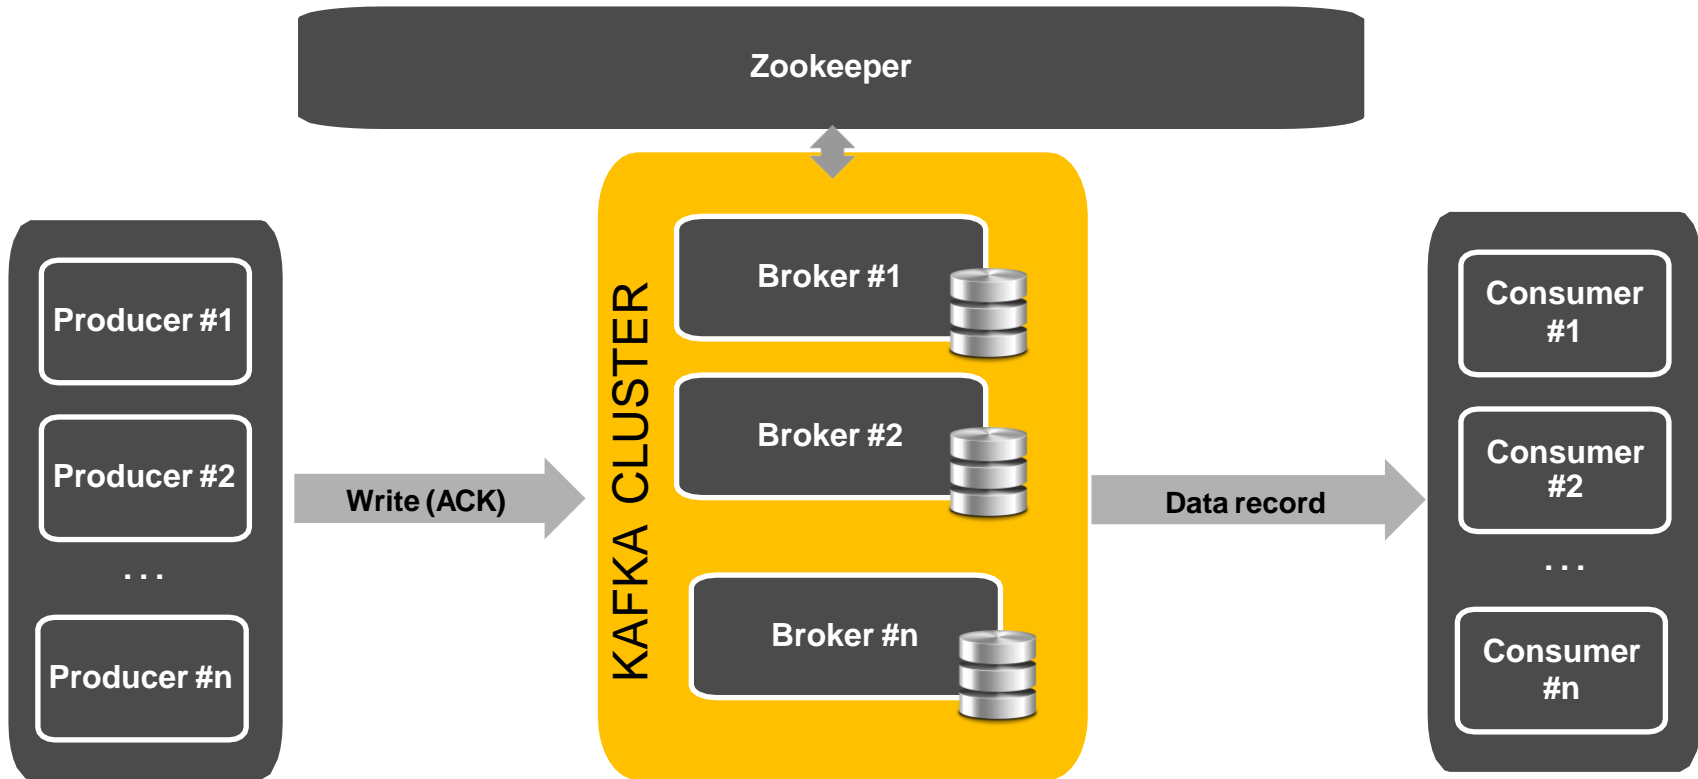 Zookeeper
Producer #1
Producer #2
...
Producer #n
Write (ACK)
KAFKA CLUSTER
Broker #1
Broker #2
Broker #n
Data record
Consumer
#1
Consumer
#2
...
Consumer
#n